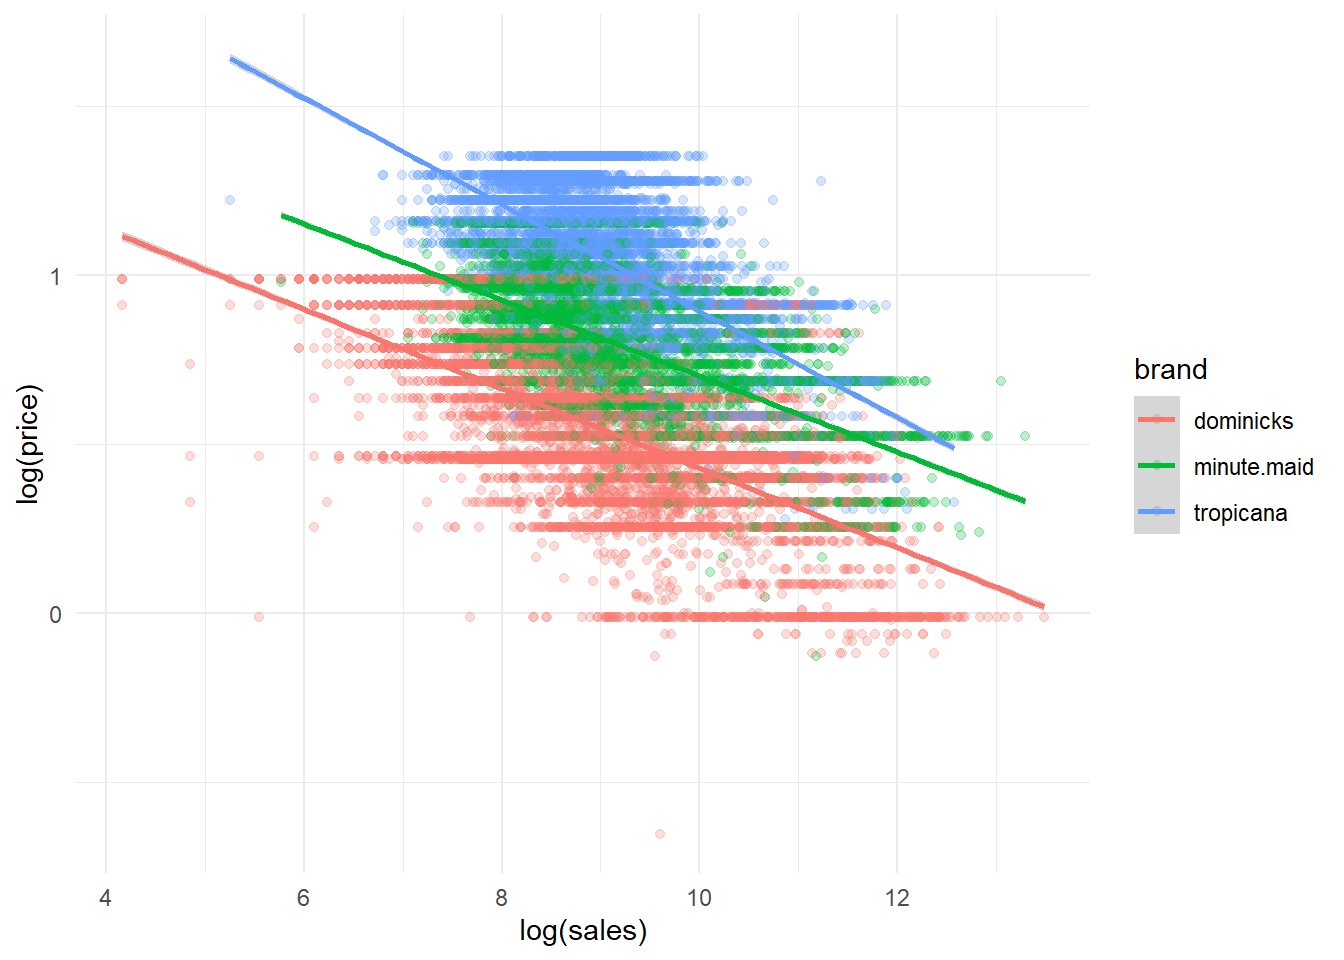 log(price)
1
0
4 6 8 10 12
log(sales)
brand
dominicks
minute.maid
tropicana